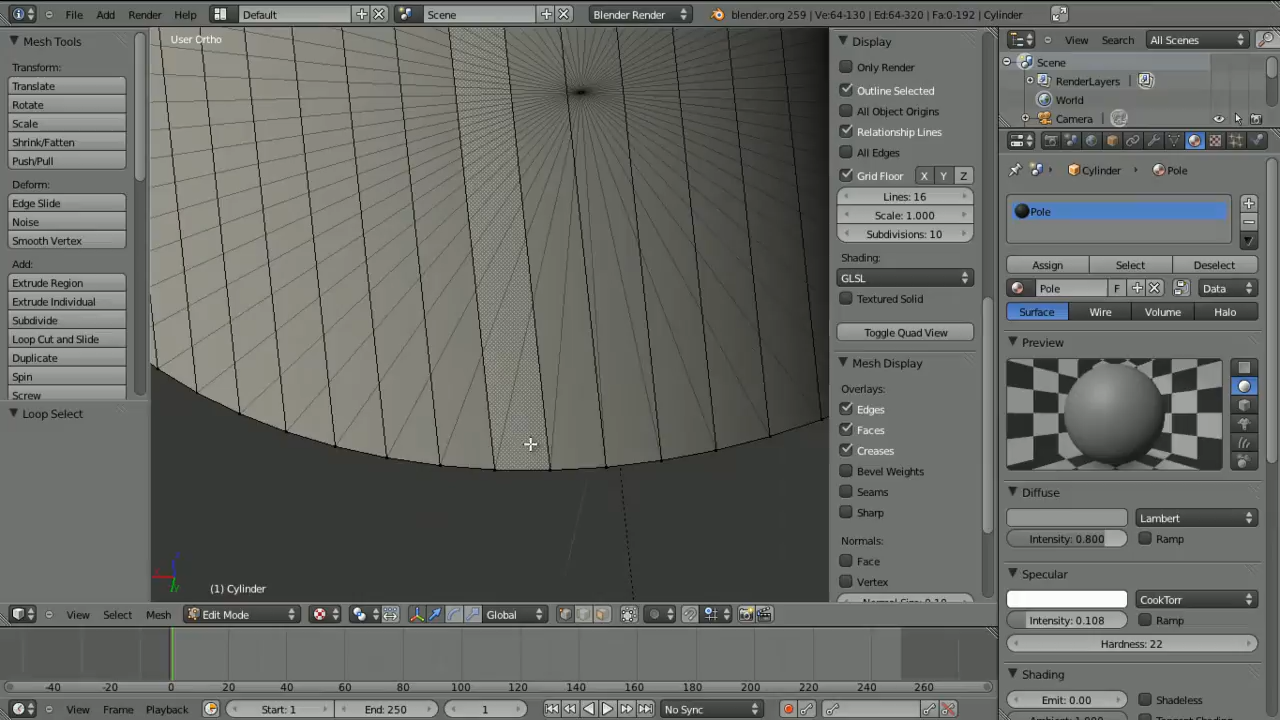 File Add Render Help Default Scene Blender Render blender.org 259 | Ve:64-130 | Ed:64-320 | Fa:0-192 | Cylinder
Mesh Tools
Transform:
Translate
Rotate
Scale
Shrink/Fatten
Push/Pull
Deform:
Edge Slide
Noise
Smooth Vertex
Add:
Extrude Region
Extrude Individual
Subdivide
Loop Cut and Slide
Duplicate
Spin
Screw
Loop Select
User Ortho
(1) Cylinder
Display
Only Render
Outline Selected
All Object Origins
Relationship Lines
All Edges
Grid Floor X Y Z
Lines: 16
Scale: 1.000
Subdivisions: 10
Shading:
GLSL
Textured Solid
Toggle Quad View
Mesh Display
Overlays:
Edges
Faces
Creases
Bevel Weights
Seams
Sharp
Normals:
Face
Vertex
Normal Size: 0.10
View Search All Scenes
Scene
RenderLayers
World
Camera
Cylinder Pole
Pole
Assign Select Deselect
Pole F Data
Surface Wire Volume Halo
Preview
Diffuse
Lambert
Intensity: 0.800 Ramp
Specular
CookTorr
Intensity: 0.108 Ramp
Hardness: 22
Shading
Emit: 0.00 Shadeless
View Select Mesh Edit Mode Global
-40 -20 0 20 40 60 80 100 120 140 160 180 200 220 240 260
View Frame Playback Start: 1 End: 250 1 No Sync